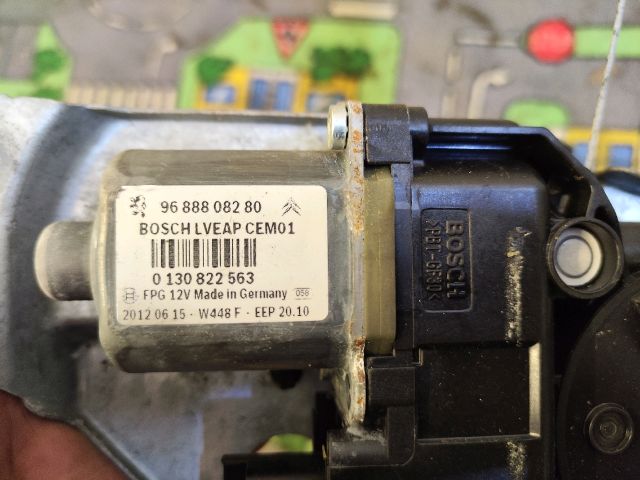 96 888 082 80
BOSCH LVEAP CEM01
0 130 822 563
FPG 12V Made in Germany 056
2012 06 15 - W448 F - EEP 20.10
BOSCH